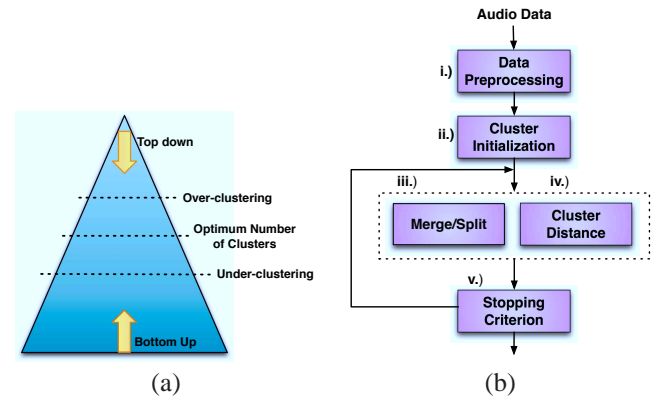 Top down
Over-clustering
Optimum Number
of Clusters
Under-clustering
Bottom Up
(a)
Audio Data
i.)
Data
Preprocessing
ii.)
Cluster
Initialization
iii.)
iv.)
Merge/Split
Cluster
Distance
v.)
Stopping
Criterion
(b)